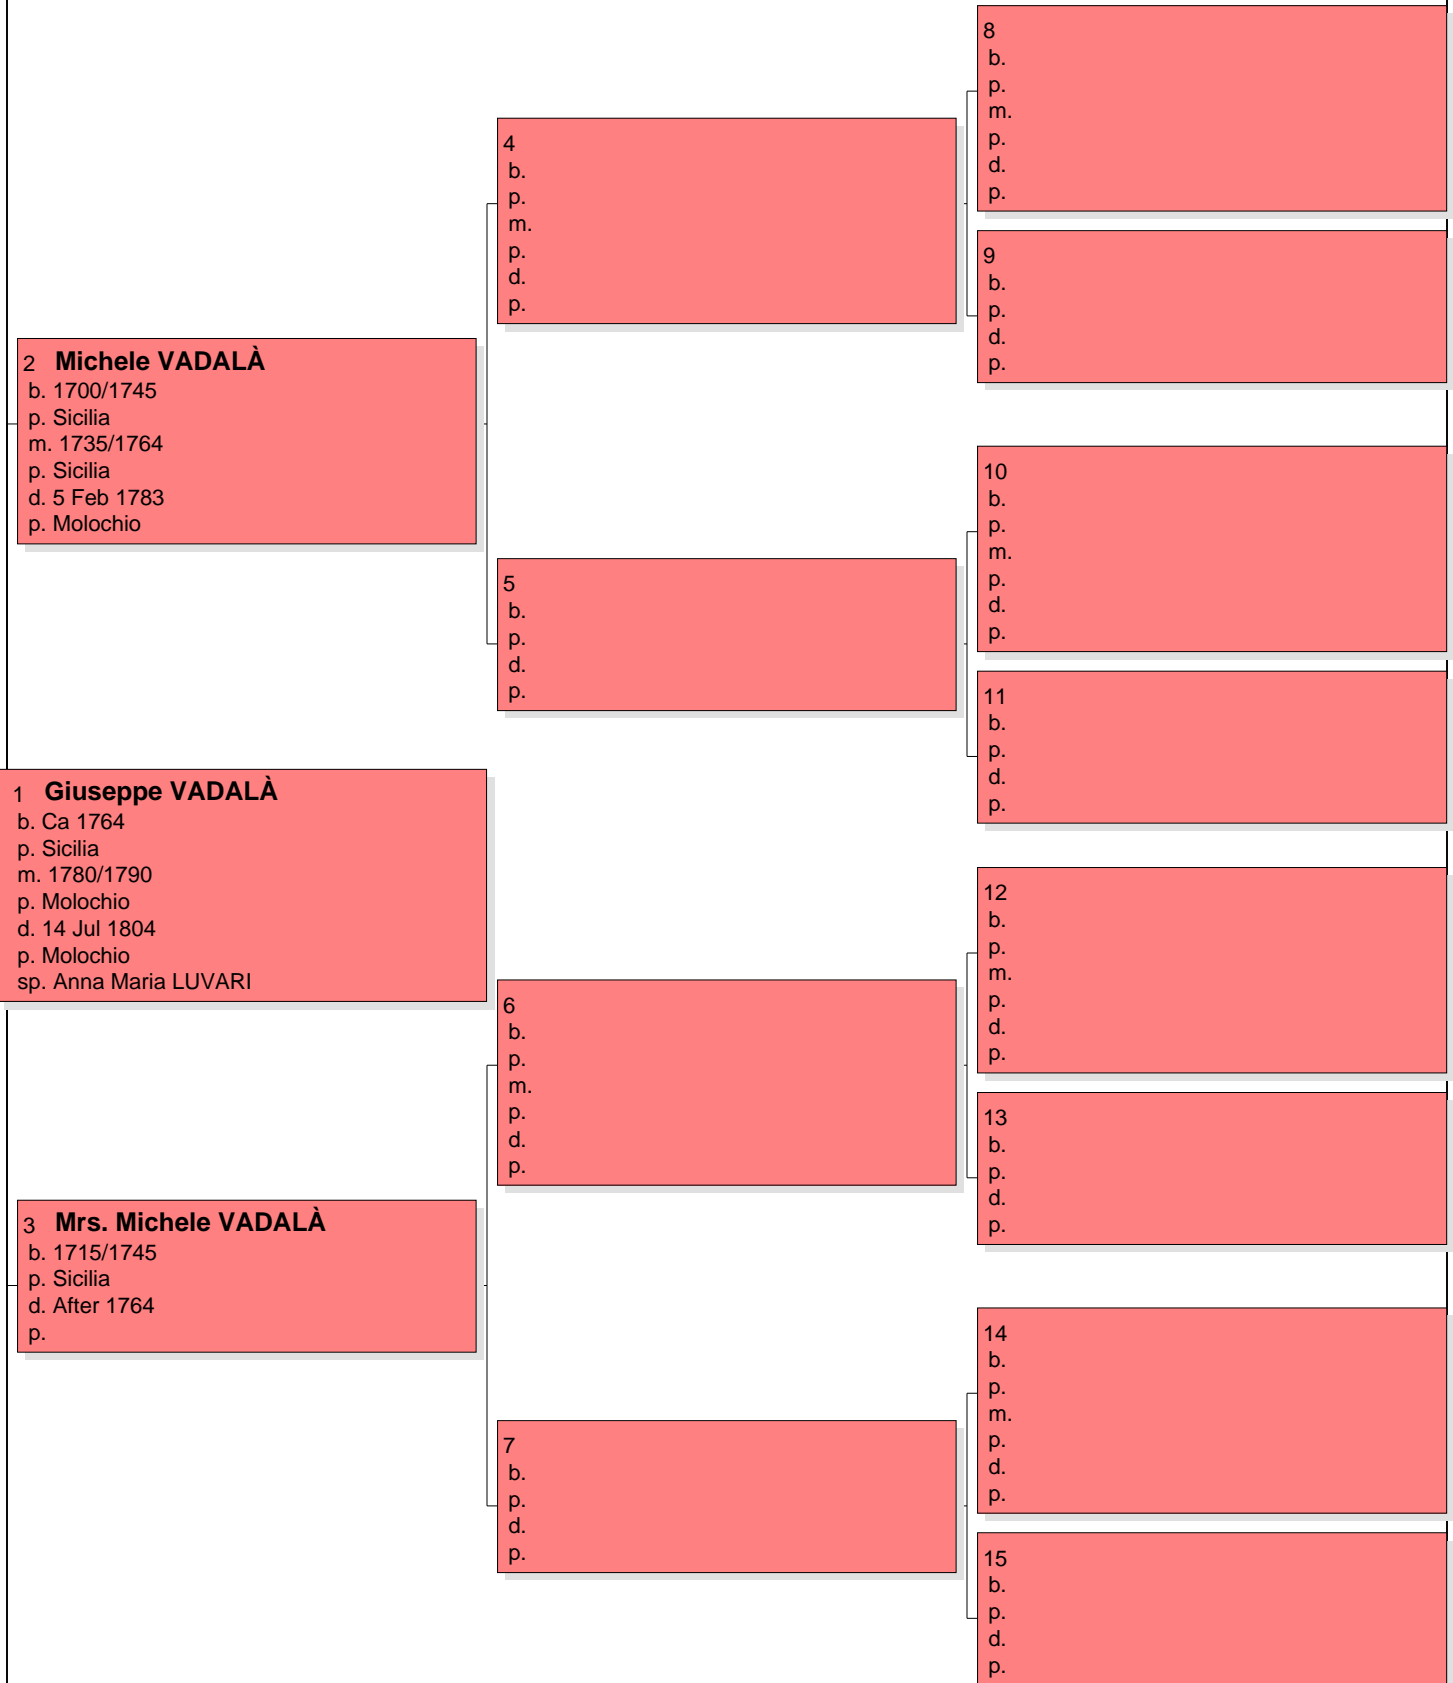 8
b.
p.
m.
p.
d.
p.
4
b.
p.
m.
p.
d.
p.
9
b.
p.
d.
p.
2 Michele VADALÀ
b. 1700/1745
p. Sicilia
m. 1735/1764
p. Sicilia
d. 5 Feb 1783
p. Molochio
10
b.
p.
m.
p.
d.
p.
5
b.
p.
d.
p.
11
b.
p.
d.
p.
1 Giuseppe VADALÀ
b. Ca 1764
p. Sicilia
m. 1780/1790
p. Molochio
d. 14 Jul 1804
p. Molochio
sp. Anna Maria LUVARI
12
b.
p.
m.
p.
d.
p.
6
b.
p.
m.
p.
d.
p.
13
b.
p.
d.
p.
3 Mrs. Michele VADALÀ
b. 1715/1745
p. Sicilia
d. After 1764
p.
14
b.
p.
m.
p.
d.
p.
7
b.
p.
d.
p.
15
b.
p.
d.
p.